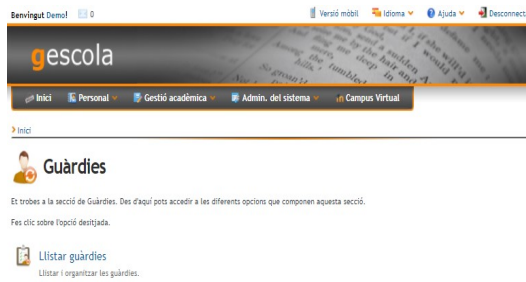 Benvingut Demo! 0 Versió mòbil Idioma Ajuda Desconnect
gescola
Inici Personal Gestió acadèmica Admin. del sistema Campus Virtual
Inici
Guàrdies
Et trobes a la secció de Guàrdies. Des d'aquí pots accedir a les diferents opcions que componen aquesta secció.
Fes clic sobre l'opció desitjada.
Llistar guàrdies
Llistar i organitzar les guàrdies.